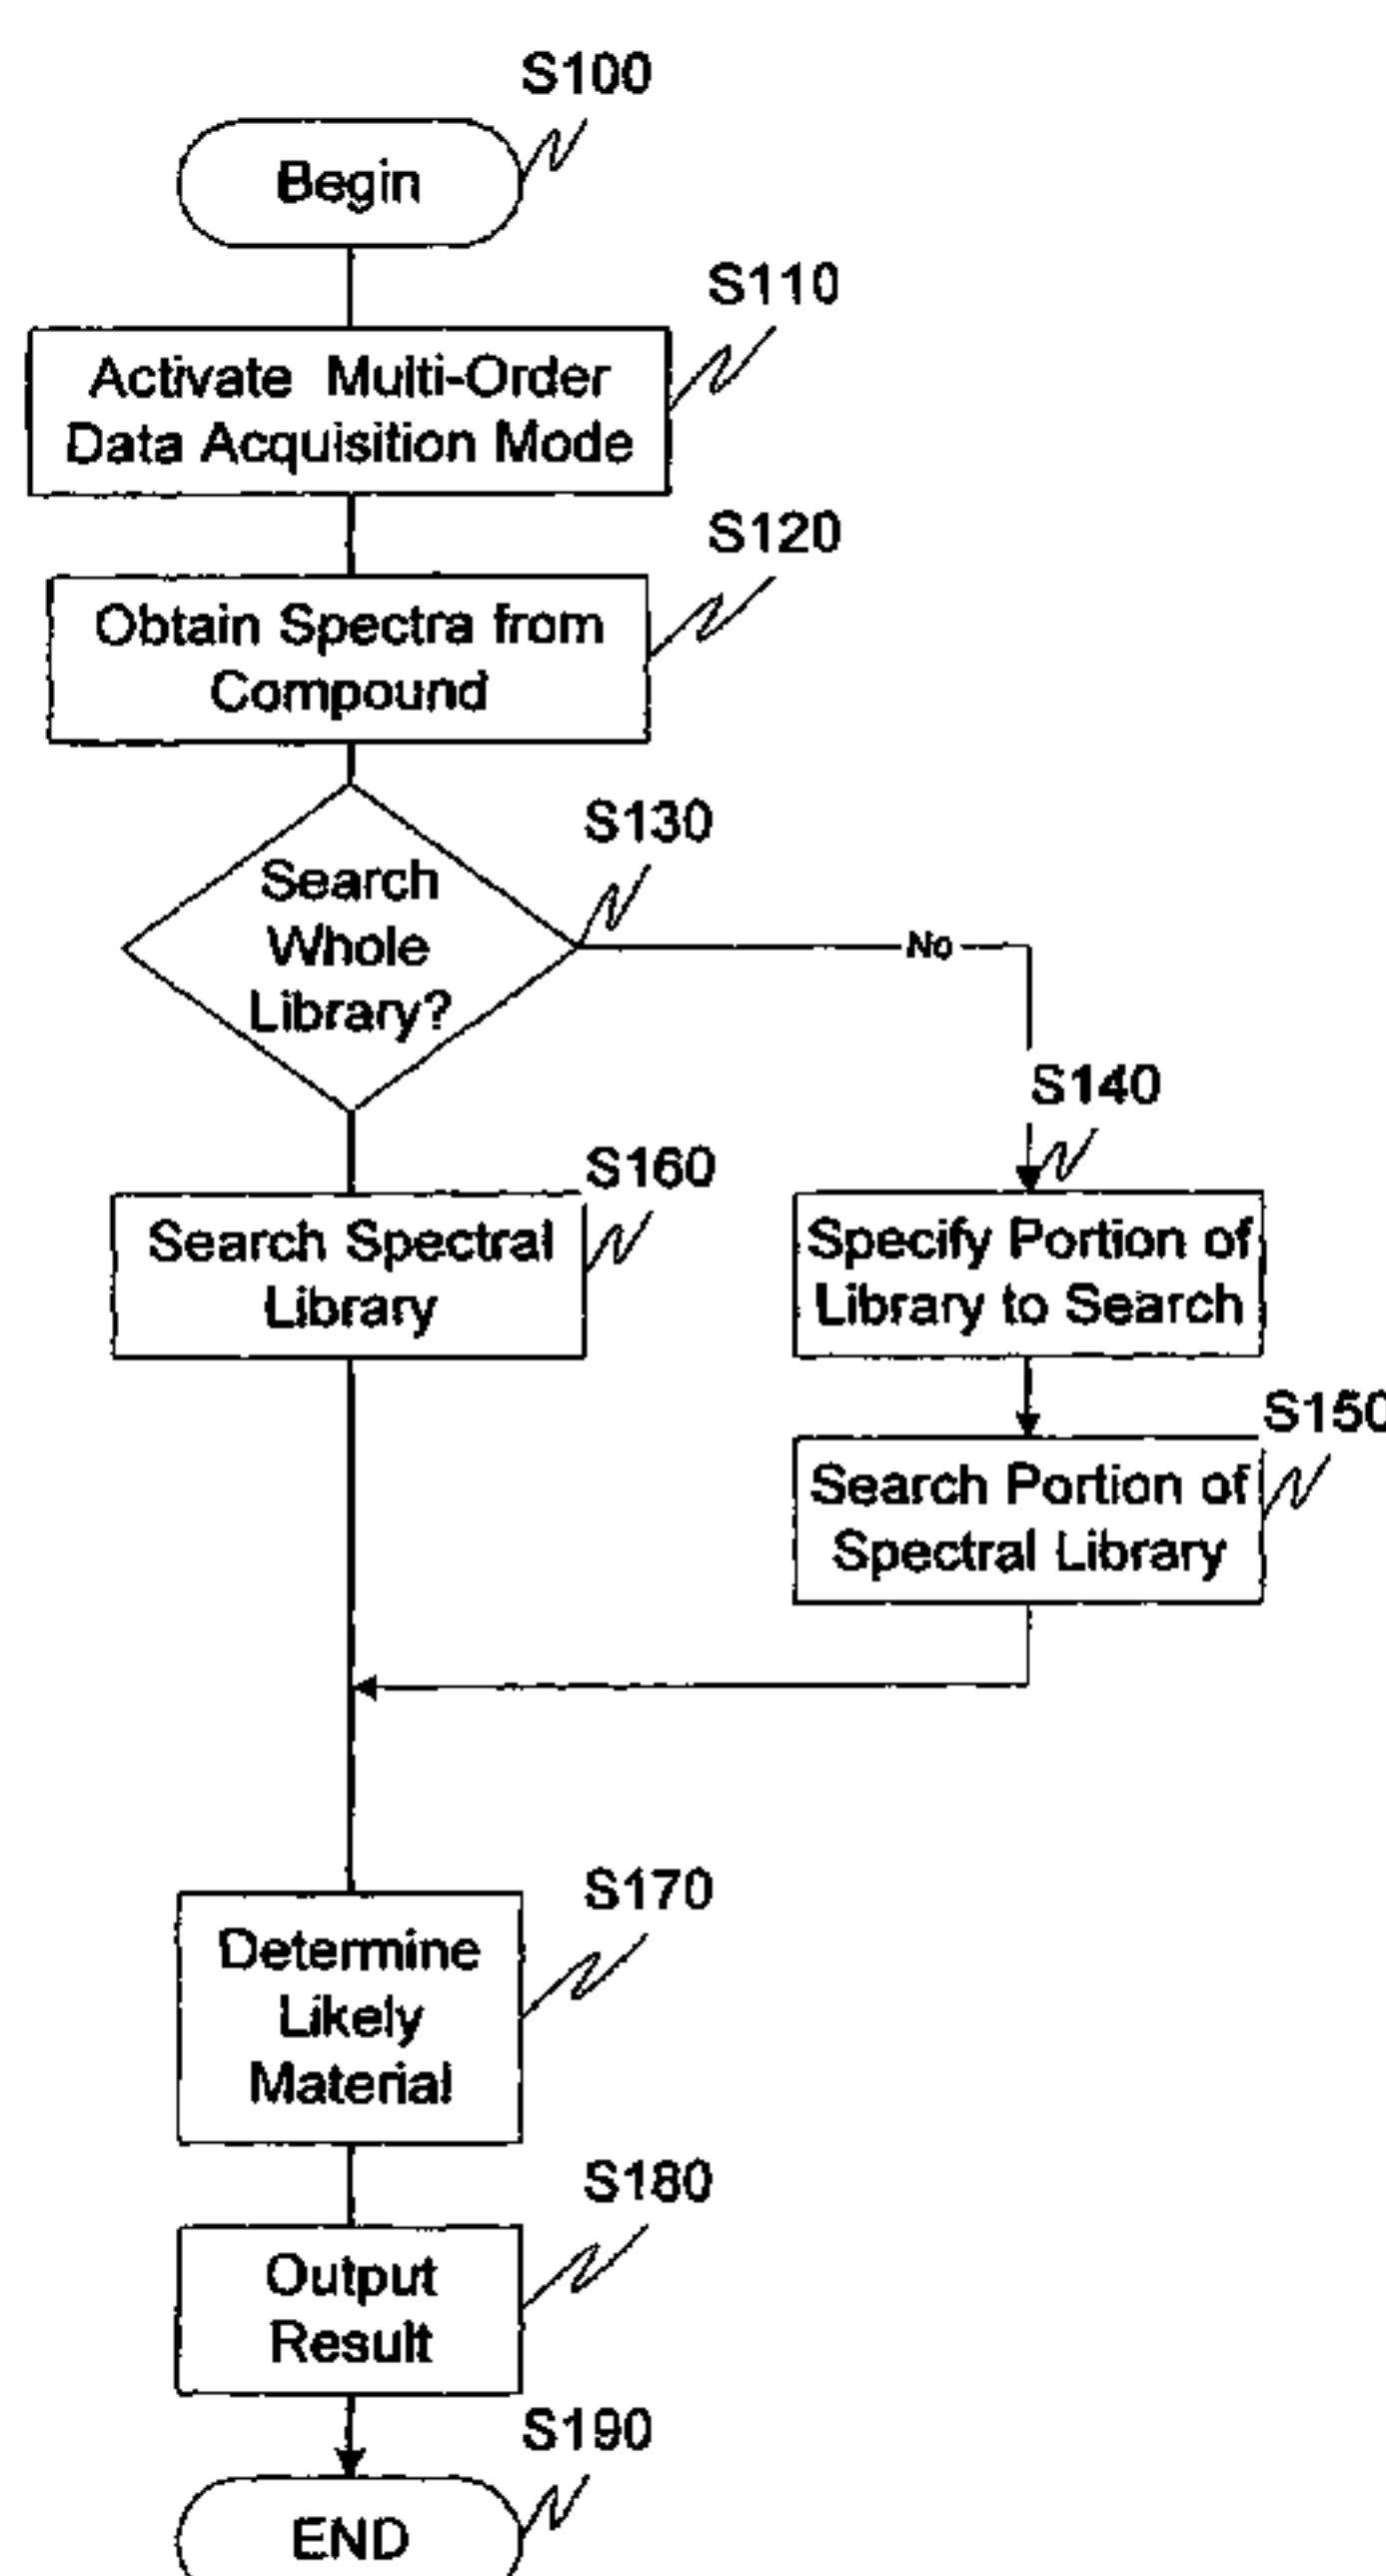 S100
Begin
S110
Activate Multi-Order
Data Acquisition Mode
S120
Obtain Spectra from
Compound
S130
Search
Whole
Library?
No
S140
S160
Search Spectral
Library
Specify Portion of
Library to Search
S150
Search Portion of
Spectral Library
S170
Determine
Likely
Material
S180
Output
Result
S190
END